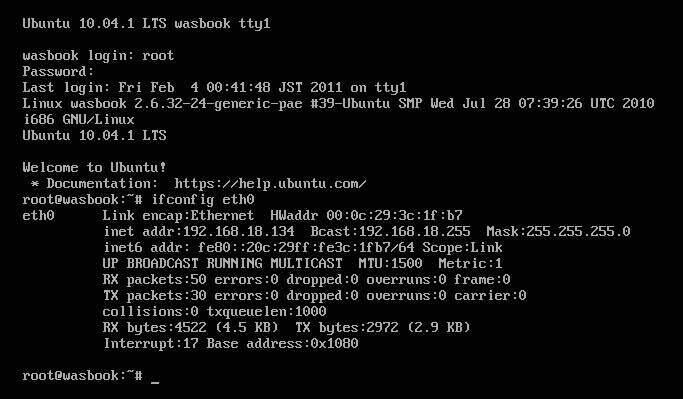 Ubuntu 10.04.1 LTS wasbook tty1
wasbook login: root
Password:
Last login: Fri Feb  4 00:41:48 JST 2011 on tty1
Linux wasbook 2.6.32-24-generic-pae #39-Ubuntu SMP Wed Jul 28 07:39:26 UTC 2010
i686 GNU/Linux
Ubuntu 10.04.1 LTS
Welcome to Ubuntu!
 * Documentation:  https://help.ubuntu.com/
root@wasbook:~# ifconfig eth0
eth0      Link encap:Ethernet  HWaddr 00:0c:29:3c:1f:b7
          inet addr:192.168.18.134  Bcast:192.168.18.255  Mask:255.255.255.0
          inet6 addr: fe80::20c:29ff:fe3c:1fb7/64 Scope:Link
          UP BROADCAST RUNNING MULTICAST  MTU:1500  Metric:1
          RX packets:50 errors:0 dropped:0 overruns:0 frame:0
          TX packets:30 errors:0 dropped:0 overruns:0 carrier:0
          collisions:0 txqueuelen:1000
          RX bytes:4522 (4.5 KB)  TX bytes:2972 (2.9 KB)
          Interrupt:17 Base address:0x1080
root@wasbook:~# _